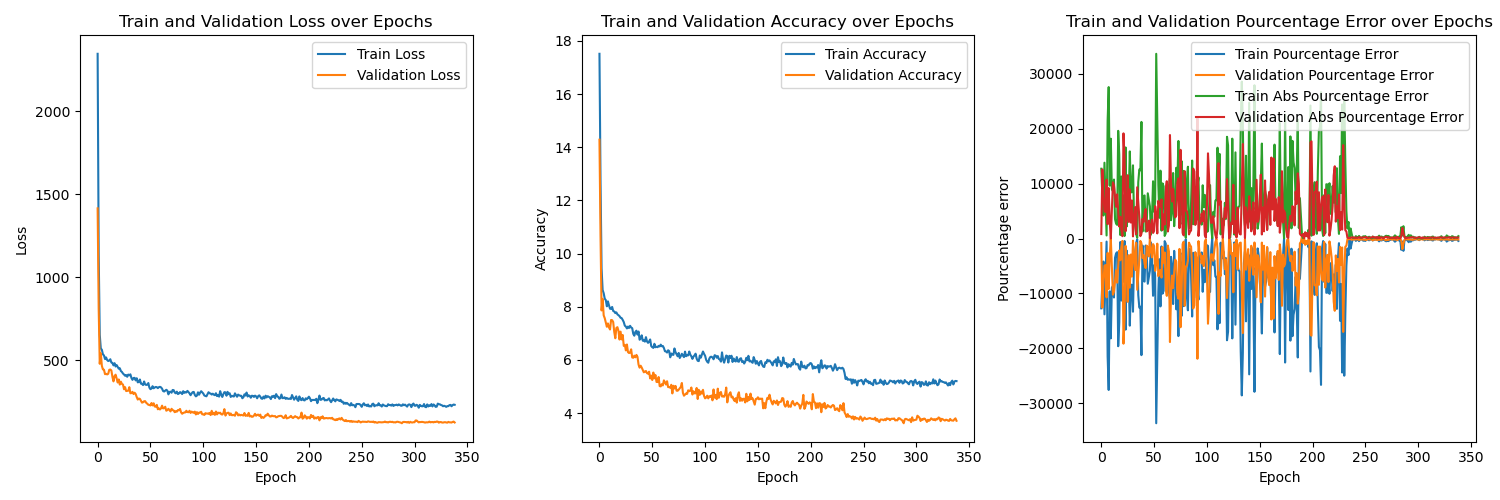 Train and Validation Loss over Epochs
Loss
2000
1500
1000
500
Train Loss
Validation Loss
0 50 100 150 200 250 300 350
Epoch
Train and Validation Accuracy over Epochs
Accuracy
18
16
14
12
10
8
6
4
Train Accuracy
Validation Accuracy
0 50 100 150 200 250 300 350
Epoch
Train and Validation Pourcentage Error over Epochs
Pourcentage error
30000
20000
10000
0
−10000
−20000
−30000
Train Pourcentage Error
Validation Pourcentage Error
Train Abs Pourcentage Error
Validation Abs Pourcentage Error
0 50 100 150 200 250 300 350
Epoch